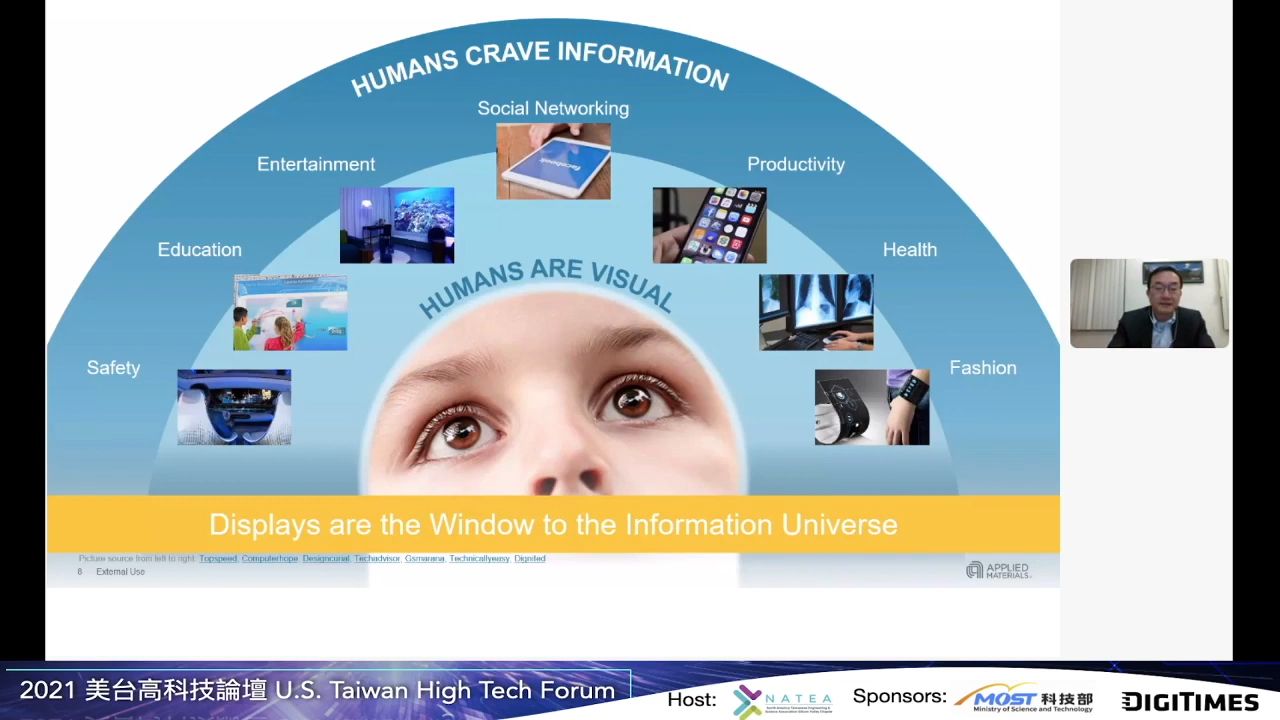 HUMANS CRAVE INFORMATION
Social Networking
Entertainment
Productivity
facebook
Education
Health
HUMANS ARE VISUAL
Safety
Fashion
Displays are the Window to the Information Universe
Picture source from left to right: Topspeed, Computerhope, Designcurial, Techadvisor, Gsmarena, Technicallyeasy, Dignited
8 External Use
APPLIED MATERIALS
2021 美台高科技論壇 U.S. Taiwan High Tech Forum
Host:
NATEA
Sponsors:
MOST 科技部
Ministry of Science and Technology
DIGITIMES